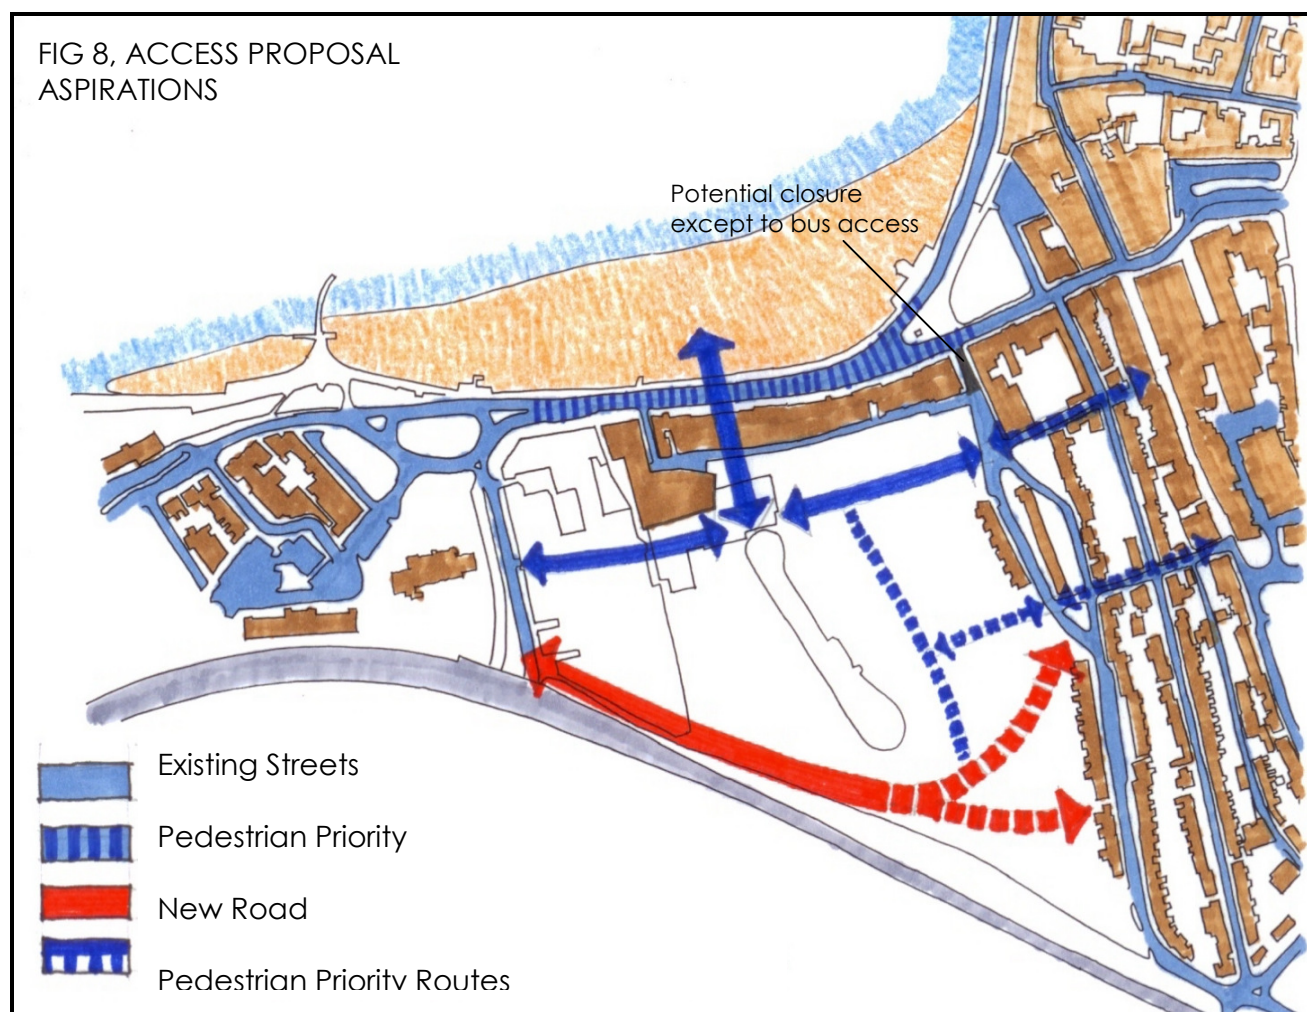 FIG 8, ACCESS PROPOSAL
ASPIRATIONS
Potential closure
except to bus access
Existing Streets
Pedestrian Priority
New Road
Pedestrian Priority Routes